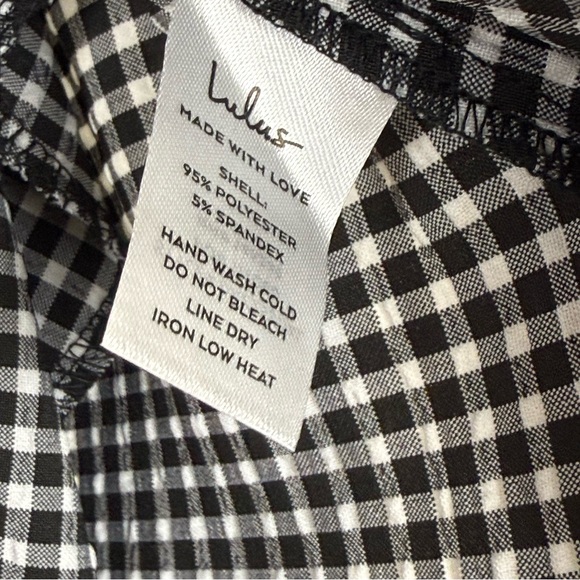 Lulus
MADE WITH LOVE
SHELL:
95% POLYESTER
5% SPANDEX
HAND WASH COLD
DO NOT BLEACH
LINE DRY
IRON LOW HEAT